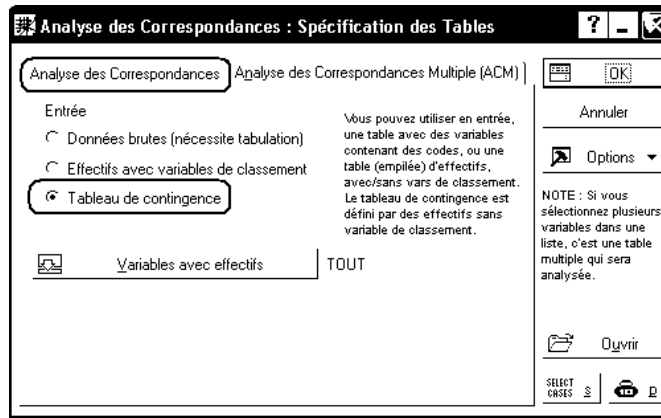 Analyse des Correspondances : Spécification des Tables
? _ X
Analyse des Correspondances
Analyse des Correspondances Multiple (ACM)
Entrée
Données brutes (nécessite tabulation)
Effectifs avec variables de classement
Tableau de contingence
Vous pouvez utiliser en entrée,
une table avec des variables
contenant des codes, ou une
table (empilée) d'effectifs,
avec/sans vars de classement.
Le tableau de contingence est
défini par des effectifs sans
variable de classement.
Variables avec effectifs
TOUT
OK
Annuler
Options
NOTE : Si vous
sélectionnez plusieurs
variables dans une
liste, c'est une table
multiple qui sera
analysée.
Ouvrir
SELECT
CASES S
D